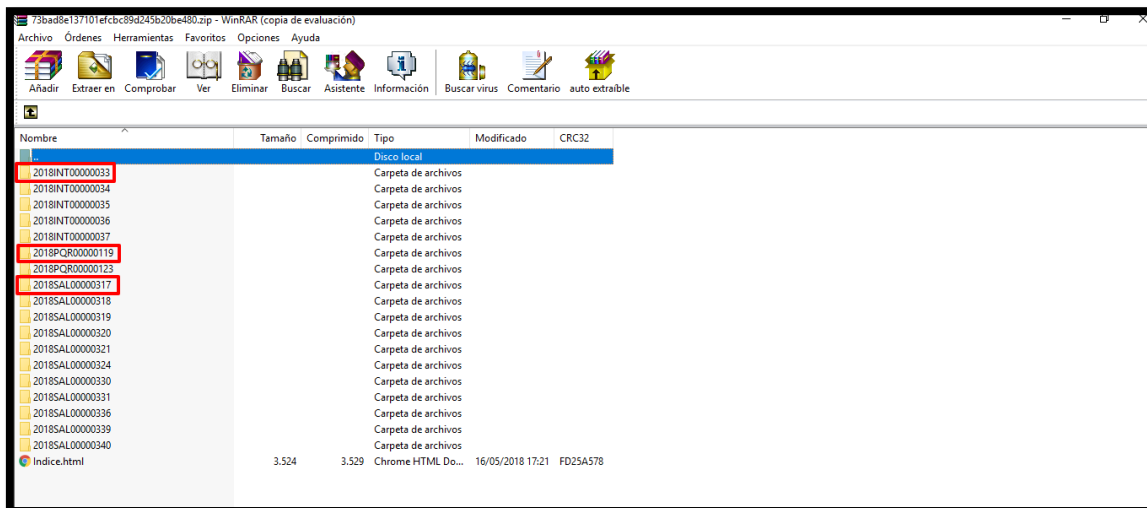 73bad8e137101efcbc89d245b20be480.zip - WinRAR (copia de evaluación)
Archivo Órdenes Herramientas Favoritos Opciones Ayuda
Añadir Extraer en Comprobar Ver Eliminar Buscar Asistente Información Buscar virus Comentario auto extraíble
Nombre Tamaño Comprimido Tipo Modificado CRC32
.. Disco local
2018INT00000033 Carpeta de archivos
2018INT00000034 Carpeta de archivos
2018INT00000035 Carpeta de archivos
2018INT00000036 Carpeta de archivos
2018INT00000037 Carpeta de archivos
2018PQR00000119 Carpeta de archivos
2018PQR00000123 Carpeta de archivos
2018SAL00000317 Carpeta de archivos
2018SAL00000318 Carpeta de archivos
2018SAL00000319 Carpeta de archivos
2018SAL00000320 Carpeta de archivos
2018SAL00000321 Carpeta de archivos
2018SAL00000324 Carpeta de archivos
2018SAL00000330 Carpeta de archivos
2018SAL00000331 Carpeta de archivos
2018SAL00000336 Carpeta de archivos
2018SAL00000339 Carpeta de archivos
2018SAL00000340 Carpeta de archivos
Indice.html 3.524 3.529 Chrome HTML Do... 16/05/2018 17:21 FD25A578